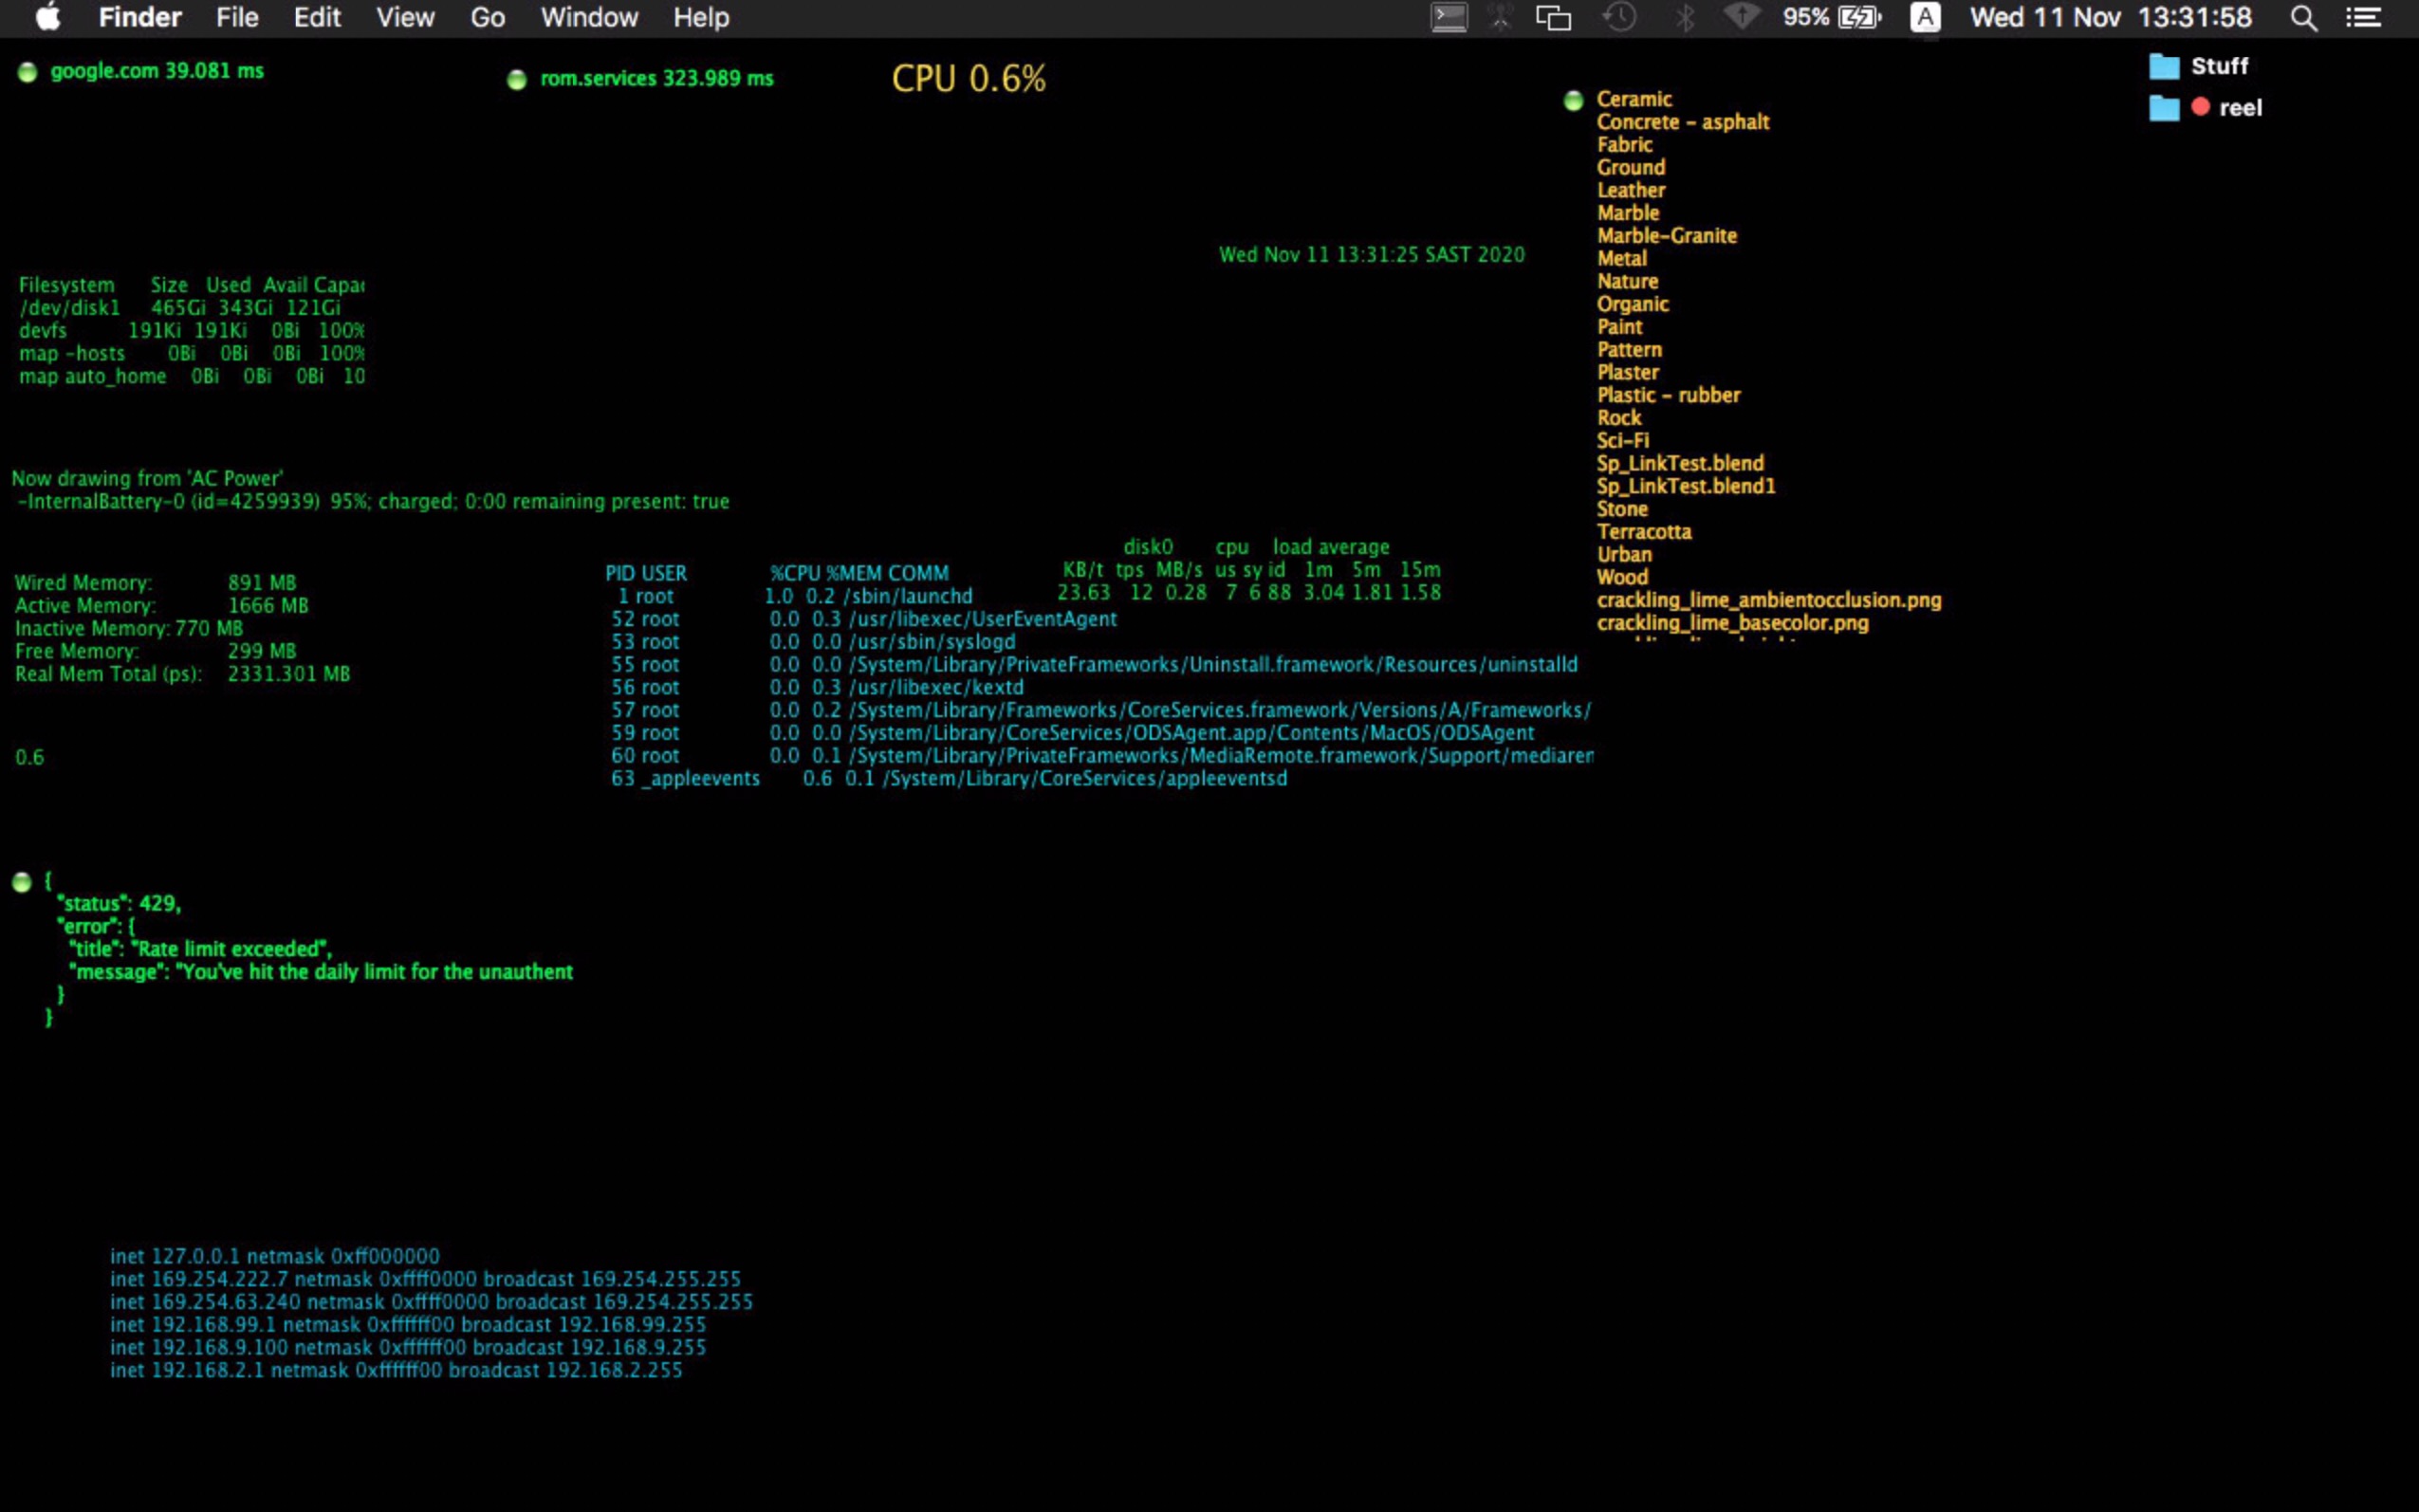 Finder File Edit View Go Window Help 95% A Wed 11 Nov 13:31:58
google.com 39.081 ms
rom.services 323.989 ms
CPU 0.6%
Stuff
reel
Ceramic
Concrete - asphalt
Fabric
Ground
Leather
Marble
Marble-Granite
Metal
Nature
Organic
Paint
Pattern
Plaster
Plastic - rubber
Rock
Sci-Fi
Sp_LinkTest.blend
Sp_LinkTest.blend1
Stone
Terracotta
Urban
Wood
crackling_lime_ambientocclusion.png
crackling_lime_basecolor.png
Wed Nov 11 13:31:25 SAST 2020
Filesystem Size Used Avail Capac
/dev/disk1 465Gi 343Gi 121Gi
devfs 191Ki 191Ki 0Bi 100%
map -hosts 0Bi 0Bi 0Bi 100%
map auto_home 0Bi 0Bi 0Bi 10
Now drawing from 'AC Power'
-InternalBattery-0 (id=4259939) 95%; charged; 0:00 remaining present: true
Wired Memory: 891 MB
Active Memory: 1666 MB
Inactive Memory: 770 MB
Free Memory: 299 MB
Real Mem Total (ps): 2331.301 MB
0.6
disk0 cpu load average
KB/t tps MB/s us sy id 1m 5m 15m
23.63 12 0.28 7 6 88 3.04 1.81 1.58
PID USER %CPU %MEM COMM
1 root 1.0 0.2 /sbin/launchd
52 root 0.0 0.3 /usr/libexec/UserEventAgent
53 root 0.0 0.0 /usr/sbin/syslogd
55 root 0.0 0.0 /System/Library/PrivateFrameworks/Uninstall.framework/Resources/uninstalld
56 root 0.0 0.3 /usr/libexec/kextd
57 root 0.0 0.2 /System/Library/Frameworks/CoreServices.framework/Versions/A/Frameworks/
59 root 0.0 0.0 /System/Library/CoreServices/ODSAgent.app/Contents/MacOS/ODSAgent
60 root 0.0 0.1 /System/Library/PrivateFrameworks/MediaRemote.framework/Support/mediarem
63 _appleevents 0.6 0.1 /System/Library/CoreServices/appleeventsd
{
"status": 429,
"error": {
"title": "Rate limit exceeded",
"message": "You've hit the daily limit for the unauthent
}
}
inet 127.0.0.1 netmask 0xff000000
inet 169.254.222.7 netmask 0xffff0000 broadcast 169.254.255.255
inet 169.254.63.240 netmask 0xffff0000 broadcast 169.254.255.255
inet 192.168.99.1 netmask 0xffffff00 broadcast 192.168.99.255
inet 192.168.9.100 netmask 0xffffff00 broadcast 192.168.9.255
inet 192.168.2.1 netmask 0xffffff00 broadcast 192.168.2.255